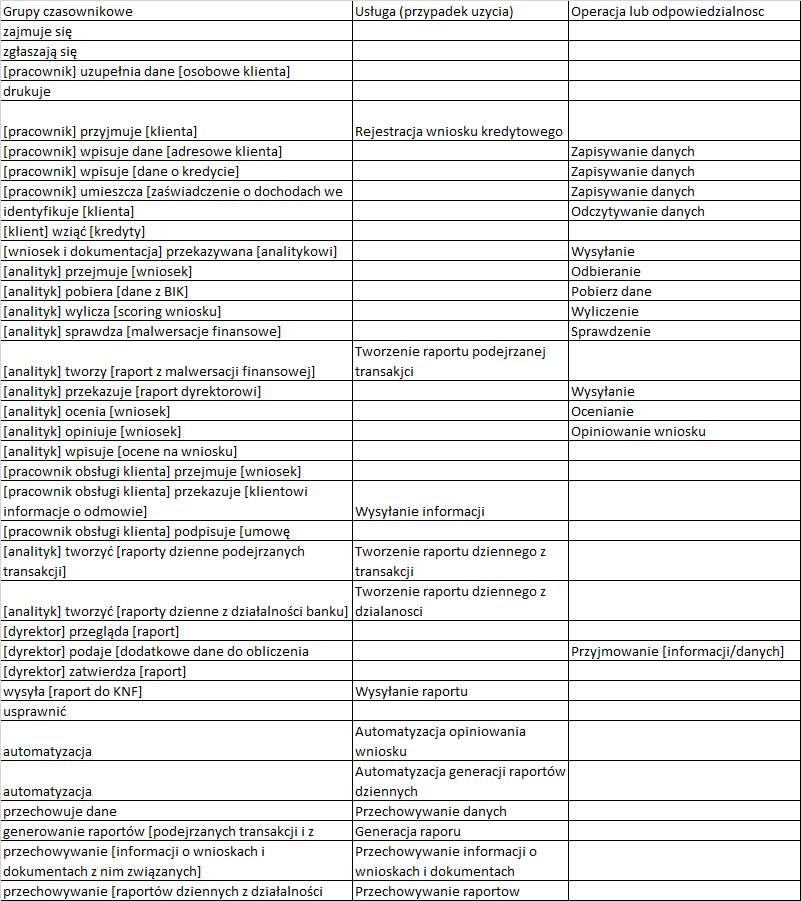 Grupy czasownikowe Usługa (przypadek uzycia) Operacja lub odpowiedzialnosc
zajmuje się
zgłaszają się
[pracownik] uzupełnia dane [osobowe klienta]
drukuje
[pracownik] przyjmuje [klienta] Rejestracja wniosku kredytowego
[pracownik] wpisuje dane [adresowe klienta] Zapisywanie danych
[pracownik] wpisuje [dane o kredycie] Zapisywanie danych
[pracownik] umieszcza [zaświadczenie o dochodach we Zapisywanie danych
identyfikuje [klienta] Odczytywanie danych
[klient] wziąć [kredyty]
[wniosek i dokumentacja] przekazywana [analitykowi] Wysyłanie
[analityk] przejmuje [wniosek] Odbieranie
[analityk] pobiera [dane z BIK] Pobierz dane
[analityk] wylicza [scoring wniosku] Wyliczenie
[analityk] sprawdza [malwersacje finansowe] Sprawdzenie
Tworzenie raportu podejrzanej
[analityk] tworzy [raport z malwersacji finansowej] transakjci
[analityk] przekazuje [raport dyrektorowi] Wysyłanie
[analityk] ocenia [wniosek] Ocenianie
[analityk] opiniuje [wniosek] Opiniowanie wniosku
[analityk] wpisuje [ocene na wniosku]
[pracownik obsługi klienta] przejmuje [wniosek]
[pracownik obsługi klienta] przekazuje [klientowi
informacje o odmowie] Wysyłanie informacji
[pracownik obsługi klienta] podpisuje [umowę
[analityk] tworzyć [raporty dzienne podejrzanych Tworzenie raportu dziennego z
transakcji] transakcji
Tworzenie raportu dziennego z
[analityk] tworzyć [raporty dzienne z działalności banku] dzialanosci
[dyrektor] przegląda [raport]
[dyrektor] podaje [dodatkowe dane do obliczenia Przyjmowanie [informacji/danych]
[dyrektor] zatwierdza [raport]
wysyła [raport do KNF] Wysyłanie raportu
usprawnić
Automatyzacja opiniowania
automatyzacja wniosku
Automatyzacja generacji raportów
automatyzacja dziennych
przechowuje dane Przechowywanie danych
generowanie raportów [podejrzanych transakcji i z Generacja raporu
przechowywanie [informacji o wnioskach i Przechowywanie informacji o
dokumentach z nim związanych] wnioskach i dokumentach
przechowywanie [raportów dziennych z działalności Przechowywanie raportow